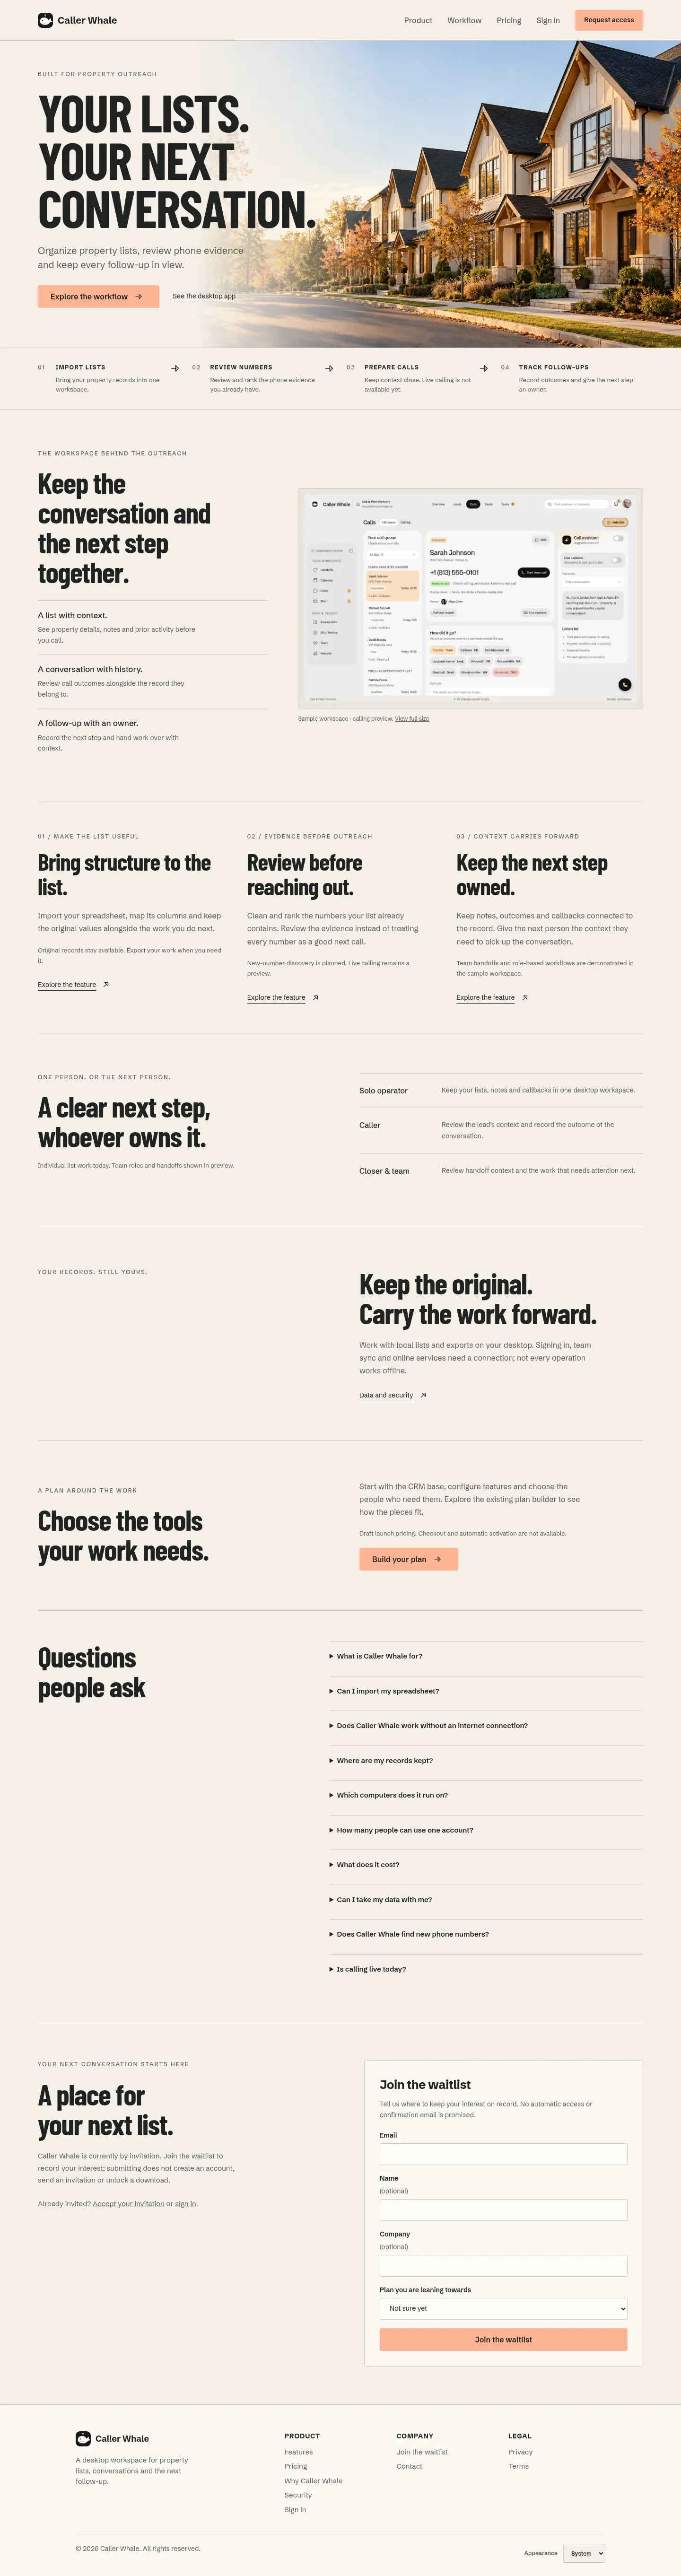 Caller Whale
Product Workflow Pricing Sign in Request access
BUILT FOR PROPERTY OUTREACH
YOUR LISTS.
YOUR NEXT
CONVERSATION.
Organize property lists, review phone evidence
and keep every follow-up in view.
Explore the workflow
See the desktop app
01 IMPORT LISTS
Bring your property records into one
workspace.
02 REVIEW NUMBERS
Review and rank the phone evidence
you already have.
03 PREPARE CALLS
Keep context close. Live calling is not
available yet.
04 TRACK FOLLOW-UPS
Record outcomes and give the next step
an owner.
THE WORKSPACE BEHIND THE OUTREACH
Keep the
conversation and
the next step
together.
A list with context.
See property details, notes and prior activity before
you call.
A conversation with history.
Review call outcomes alongside the record they
belong to.
A follow-up with an owner.
Record the next step and hand work over with
context.
Caller Whale
Calls
Your call queue
Sarah Johnson
+1 (813) 555-0101
How did it go?
Call assistant
Live captions
Listen for
Sample workspace · calling preview. View full size
01 / MAKE THE LIST USEFUL
Bring structure to the
list.
Import your spreadsheet, map its columns and keep
the original values alongside the work you do next.
Original records stay available. Export your work when you need
it.
Explore the feature
02 / EVIDENCE BEFORE OUTREACH
Review before
reaching out.
Clean and rank the numbers your list already
contains. Review the evidence instead of treating
every number as a good next call.
New-number discovery is planned. Live calling remains a
preview.
Explore the feature
03 / CONTEXT CARRIES FORWARD
Keep the next step
owned.
Keep notes, outcomes and callbacks connected to
the record. Give the next person the context they
need to pick up the conversation.
Team handoffs and role-based workflows are demonstrated in
the sample workspace.
Explore the feature
ONE PERSON. OR THE NEXT PERSON.
A clear next step,
whoever owns it.
Individual list work today. Team roles and handoffs shown in preview.
Solo operator
Keep your lists, notes and callbacks in one desktop workspace.
Caller
Review the lead's context and record the outcome of the
conversation.
Closer & team
Review handoff context and the work that needs attention next.
YOUR RECORDS. STILL YOURS.
Keep the original.
Carry the work forward.
Work with local lists and exports on your desktop. Signing in, team
sync and online services need a connection; not every operation
works offline.
Data and security
A PLAN AROUND THE WORK
Choose the tools
your work needs.
Start with the CRM base, configure features and choose the
people who need them. Explore the existing plan builder to see
how the pieces fit.
Draft launch pricing. Checkout and automatic activation are not available.
Build your plan
Questions
people ask
What is Caller Whale for?
Can I import my spreadsheet?
Does Caller Whale work without an internet connection?
Where are my records kept?
Which computers does it run on?
How many people can use one account?
What does it cost?
Can I take my data with me?
Does Caller Whale find new phone numbers?
Is calling live today?
YOUR NEXT CONVERSATION STARTS HERE
A place for
your next list.
Caller Whale is currently by invitation. Join the waitlist to
record your interest; submitting does not create an account,
send an invitation or unlock a download.
Already invited? Accept your invitation or sign in.
Join the waitlist
Tell us where to keep your interest on record. No automatic access or
confirmation email is promised.
Email
Name
(optional)
Company
(optional)
Plan you are leaning towards
Not sure yet
Join the waitlist
Caller Whale
A desktop workspace for property
lists, conversations and the next
follow-up.
PRODUCT
Features
Pricing
Why Caller Whale
Security
Sign in
COMPANY
Join the waitlist
Contact
LEGAL
Privacy
Terms
© 2026 Caller Whale. All rights reserved.
Appearance System